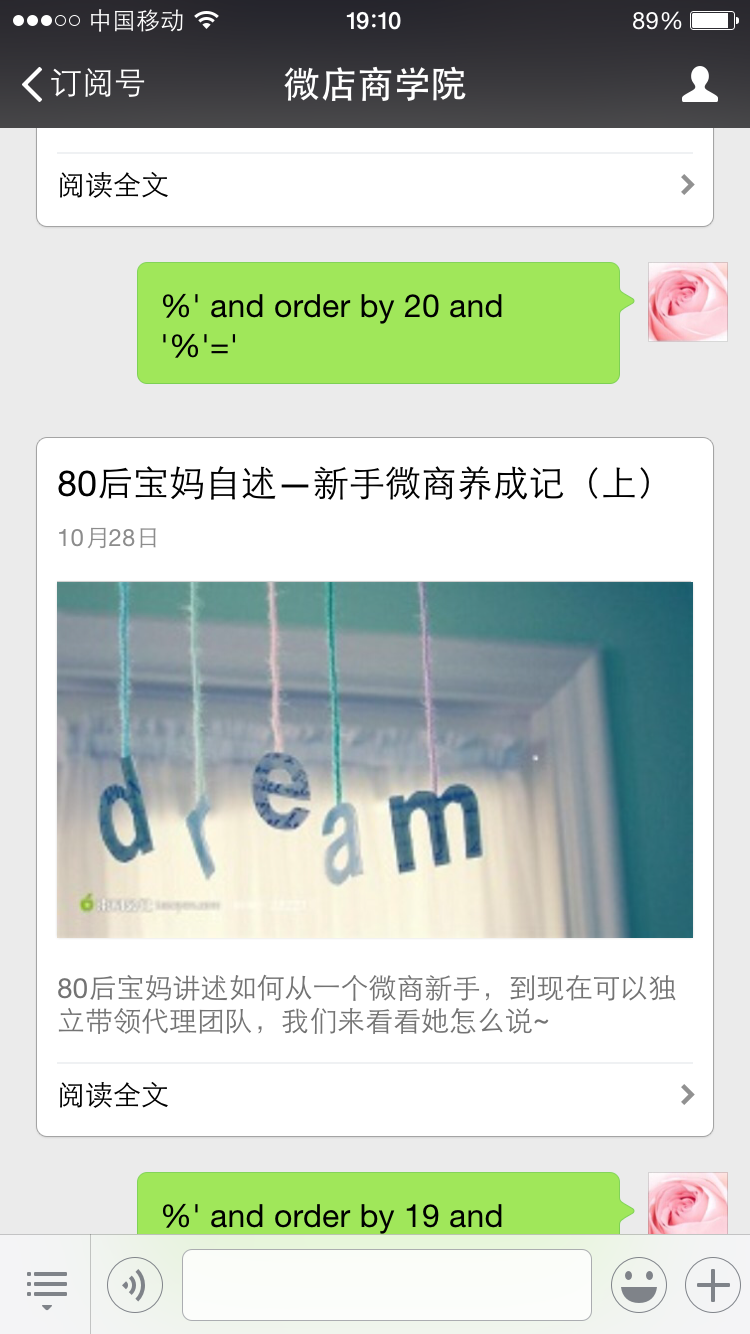 中国移动
19:10
89%
订阅号
微店商学院
阅读全文
%' and order by 20 and
'%'='
80后宝妈自述—新手微商养成记（上）
10月28日
dream
80后宝妈讲述如何从一个微商新手，到现在可以独
立带领代理团队，我们来看看她怎么说~
阅读全文
%' and order by 19 and